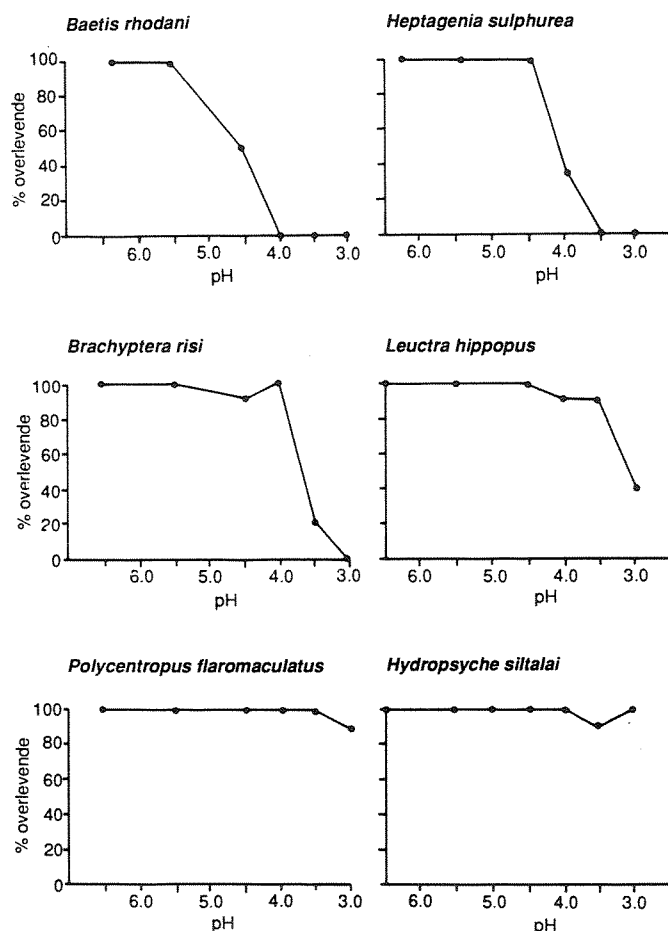 Baetis rhodani
Heptagenia sulphurea
% overlevende
100
80
60
40
20
0
6.0 5.0 4.0 3.0
pH
6.0 5.0 4.0 3.0
pH
Brachyptera risi
Leuctra hippopus
% overlevende
100
80
60
40
20
0
6.0 5.0 4.0 3.0
pH
6.0 5.0 4.0 3.0
pH
Polycentropus flaromaculatus
Hydropsyche siltalai
% overlevende
100
80
60
40
20
0
6.0 5.0 4.0 3.0
pH
6.0 5.0 4.0 3.0
pH